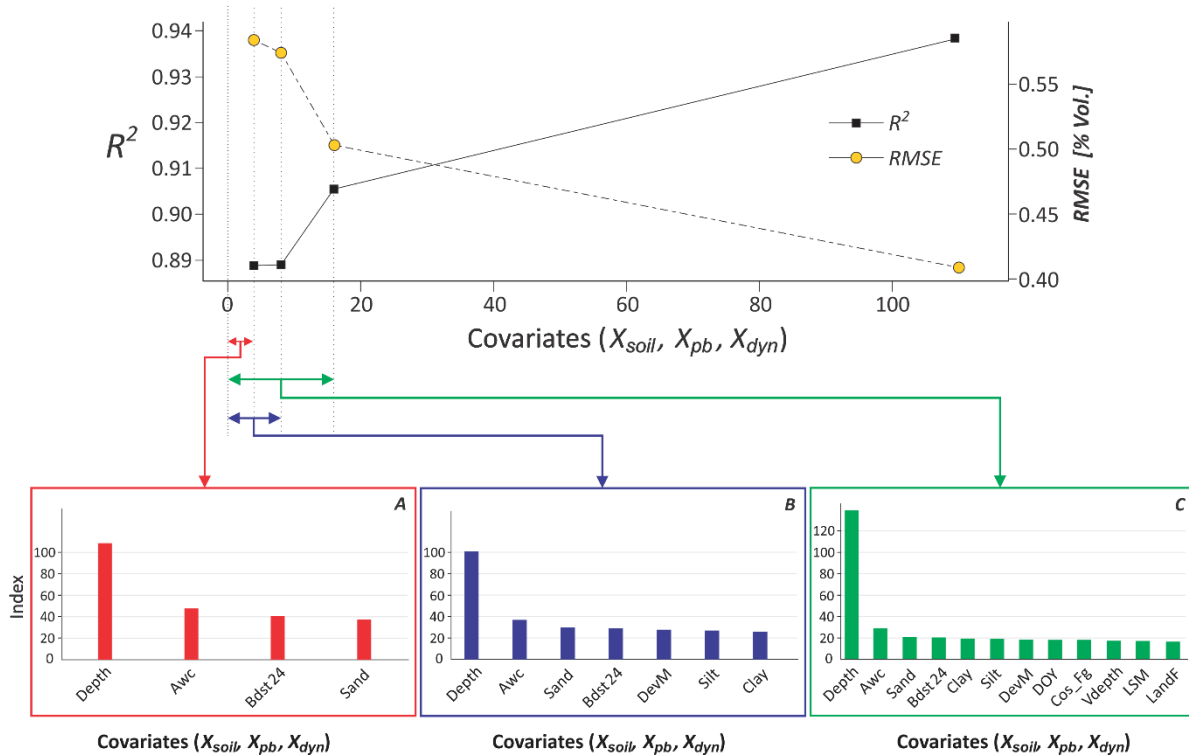 0.94
0.93
0.92
0.91
0.90
0.89
R²
0.55
0.50
0.45
0.40
RMSE [% Vol.]
R²
RMSE
0 20 40 60 80 100
Covariates (Xsoil, Xpb, Xdyn)
A
100
80
60
40
20
0
Index
Depth Awc Bdst24 Sand
Covariates (Xsoil, Xpb, Xdyn)
B
100
80
60
40
20
0
Depth Awc Sand Bdst24 DevM Silt Clay
Covariates (Xsoil, Xpb, Xdyn)
C
120
100
80
60
40
20
0
Depth Awc Sand Bdst24 Clay Silt DevM DOY Cos_Fg Vdepth LSM LandF
Covariates (Xsoil, Xpb, Xdyn)